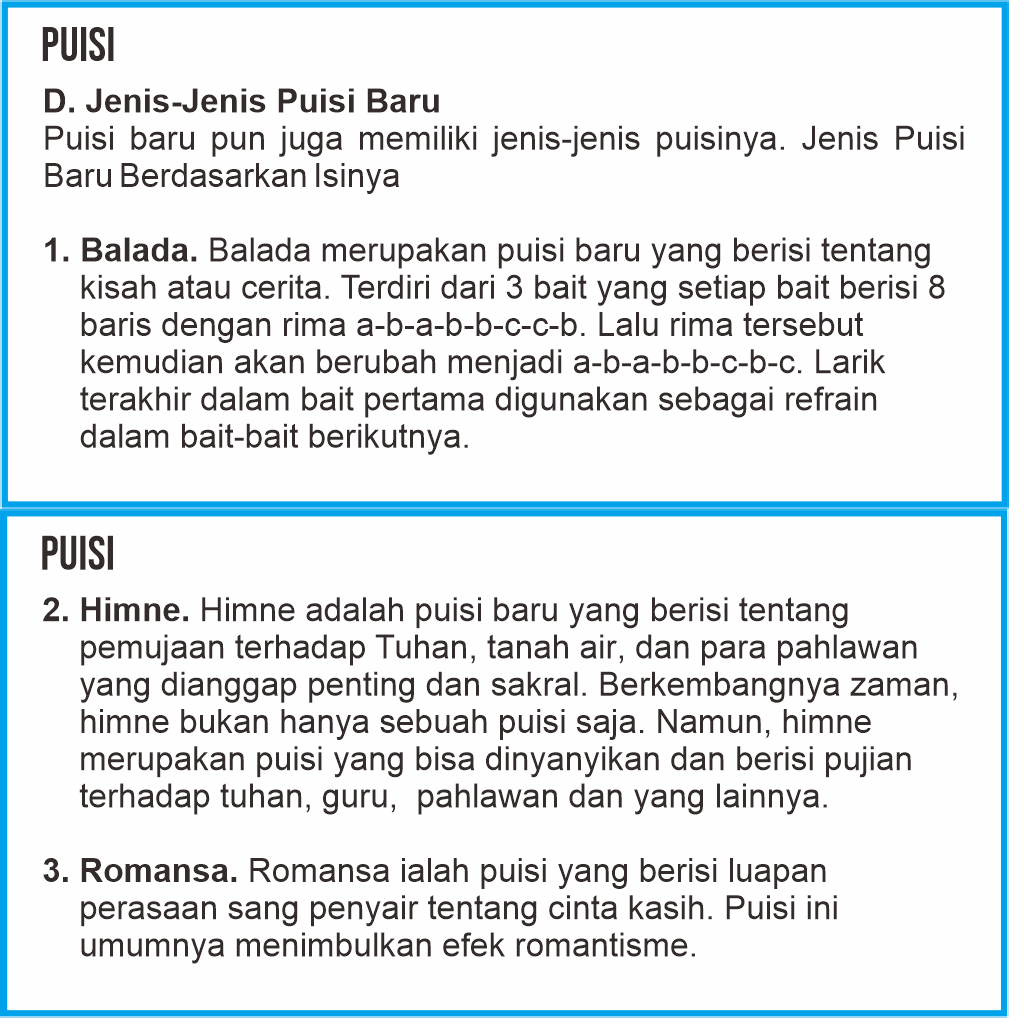 PUISI
D. Jenis-Jenis Puisi Baru
Puisi baru pun juga memiliki jenis-jenis puisinya. Jenis Puisi
Baru Berdasarkan Isinya
1. Balada. Balada merupakan puisi baru yang berisi tentang
kisah atau cerita. Terdiri dari 3 bait yang setiap bait berisi 8
baris dengan rima a-b-a-b-b-c-c-b. Lalu rima tersebut
kemudian akan berubah menjadi a-b-a-b-b-c-b-c. Larik
terakhir dalam bait pertama digunakan sebagai refrain
dalam bait-bait berikutnya.
PUISI
2. Himne. Himne adalah puisi baru yang berisi tentang
pemujaan terhadap Tuhan, tanah air, dan para pahlawan
yang dianggap penting dan sakral. Berkembangnya zaman,
himne bukan hanya sebuah puisi saja. Namun, himne
merupakan puisi yang bisa dinyanyikan dan berisi pujian
terhadap tuhan, guru,  pahlawan dan yang lainnya.
3. Romansa. Romansa ialah puisi yang berisi luapan
perasaan sang penyair tentang cinta kasih. Puisi ini
umumnya menimbulkan efek romantisme.